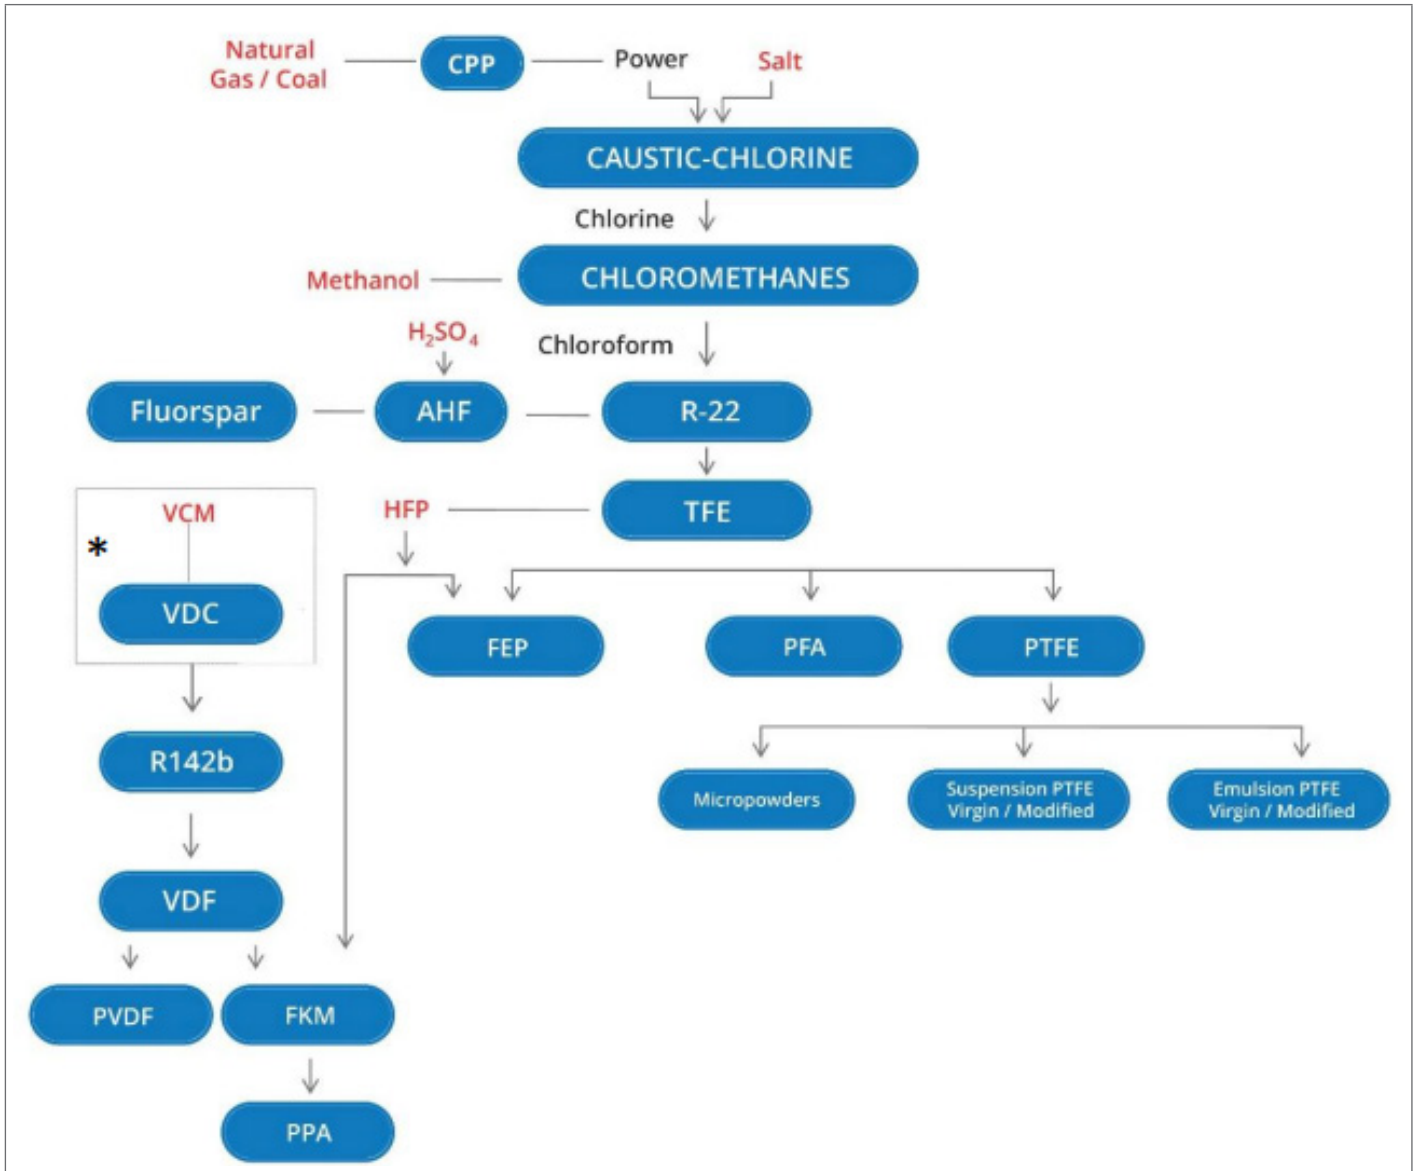 Natural
Gas / Coal
CPP
Power
Salt
CAUSTIC-CHLORINE
Chlorine
Methanol
CHLOROMETHANES
H₂SO₄
Chloroform
Fluorspar
AHF
R-22
VCM
HFP
TFE
*
VDC
FEP
PFA
PTFE
R142b
Micropowders
Suspension PTFE
Virgin / Modified
Emulsion PTFE
Virgin / Modified
VDF
PVDF
FKM
PPA